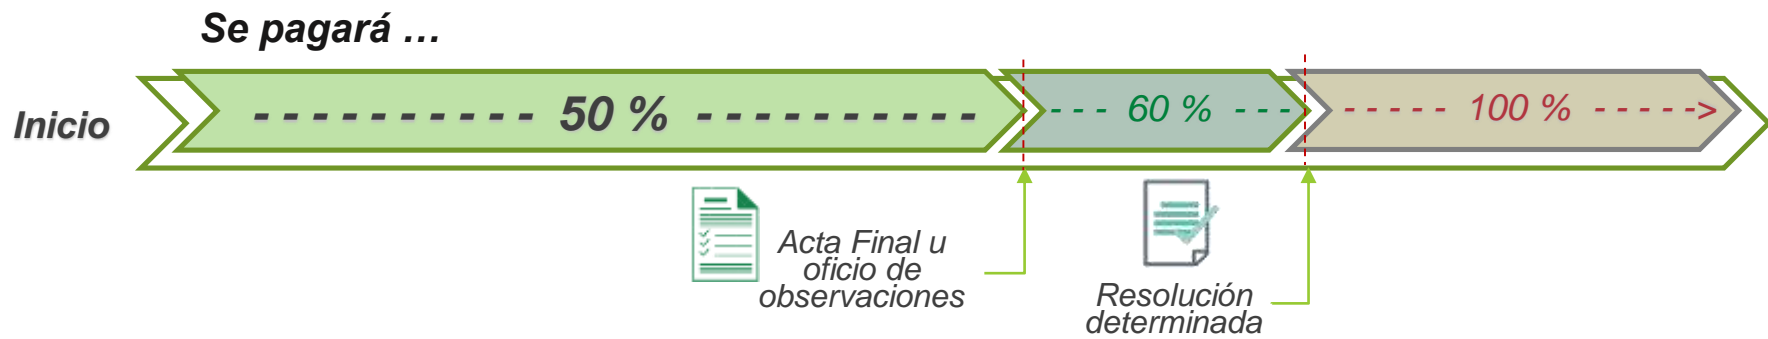 Se pagará ...
Inicio
- - - - - - - - - - 50 % - - - - - - - - - -
- - - 60 % - - -
- - - - - 100 % - - - - ->
Acta Final u
oficio de
observaciones
Resolución
determinada